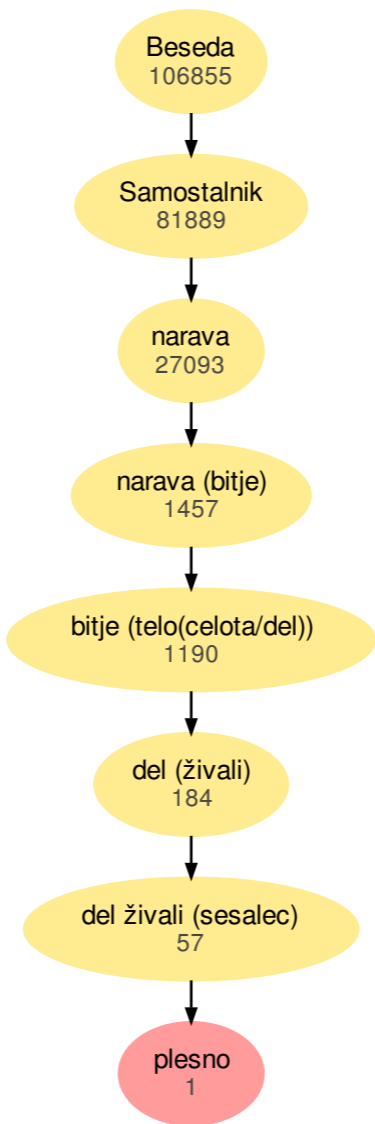 Beseda
106855
Samostalnik
81889
narava
27093
narava (bitje)
1457
bitje (telo(celota/del))
1190
del (živali)
184
del živali (sesalec)
57
plesno
1